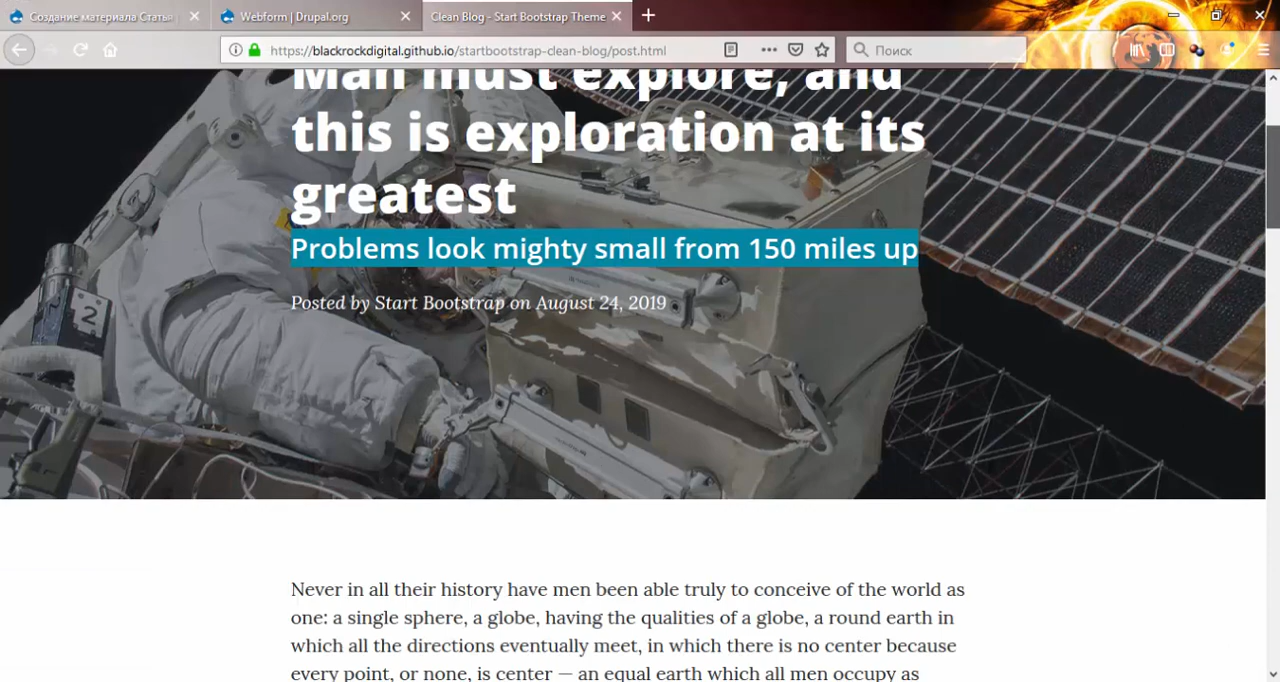 Создание материала Статья
Webform | Drupal.org
Clean Blog - Start Bootstrap Theme
https://blackrockdigital.github.io/startbootstrap-clean-blog/post.html
Поиск
Man must explore, and
this is exploration at its
greatest
Problems look mighty small from 150 miles up
Posted by Start Bootstrap on August 24, 2019
2
Never in all their history have men been able truly to conceive of the world as
one: a single sphere, a globe, having the qualities of a globe, a round earth in
which all the directions eventually meet, in which there is no center because
every point, or none, is center — an equal earth which all men occupy as